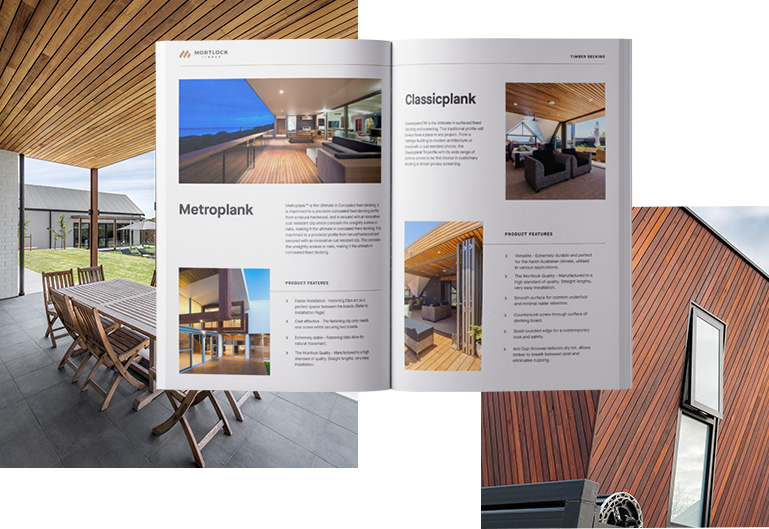 MORTLOCK
TIMBER
Metroplank
Metroplank™ is the Ultimate in Concealed fixed decking. It
is machined to a precision concealed fixed decking profile
from a natural hardwood, and is secured with an innovative
rust resistant clip which conceals the unsightly screws or
nails, making it the ultimate in concealed fixed decking. It is
machined to a precision profile from natural hardwood and
secured with an innovative rust resistant clip. This conceals
the unsightly screws or nails, making it the ultimate in
concealed fixed decking.
PRODUCT FEATURES
Faster Installation - Fastening clips act as a
perfect spacer between the boards (Refer to
Installation Page)
Cost effective - The fastening clip only needs
one screw whilst securing two boards.
Extremely stable - Fastening clips allow for
natural movement.
The Mortlock Quality - Manufactured to a high
standard of quality. Straight lengths, very easy
installation.
TIMBER DECKING
Classicplank
Classicplank™ is the Ultimate in surfaced fixed
decking and screening. This traditional profile will
always have a place in any project. From a
cottage building to modern architecture or
boardwalk
Classicplank™ profile with its wide range of
options proves to be first choice in customary
decking or timber privacy screening.
PRODUCT FEATURES
Versatile - Extremely durable and perfect
for the harsh Australian climate, utilised
in various applications.
The Mortlock Quality - Manufactured to a
high standard of quality. Straight lengths,
very easy installation.
Smooth surface for comfort underfoot
and minimal water retention.
Countersunk screw through surface of
decking board.
Small rounded edge for a contemporary
look and safety.
Anti Cup Grooves reduces dry rot, allows
timber to breath between joist and
eliminates cupping.